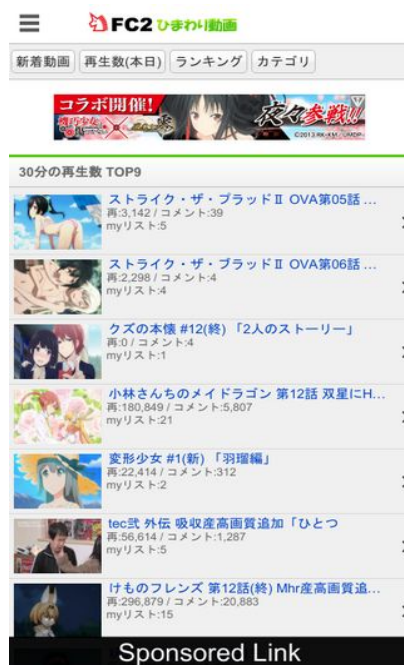 FC2 ひまわり動画
新着動画 再生数(本日) ランキング カテゴリ
コラボ開催!
夜々参戦!!
30分の再生数 TOP9
ストライク・ザ・ブラッドⅡ OVA第05話 ...
再:3,142 / コメント:39
myリスト:5
ストライク・ザ・ブラッドⅡ OVA第06話 ...
再:2,298 / コメント:4
myリスト:4
クズの本懐 #12(終) 「2人のストーリー」
再:0 / コメント:4
myリスト:1
小林さんちのメイドラゴン 第12話 双星にH...
再:180,849 / コメント:5,807
myリスト:21
変形少女 #1(新) 「羽瑠編」
再:22,414 / コメント:312
myリスト:2
tec弐 外伝 吸収産高画質追加「ひとつ
再:56,614 / コメント:1,287
myリスト:5
けものフレンズ 第12話(終) Mhr産高画質追...
再:296,879 / コメント:20,883
myリスト:15
Sponsored Link